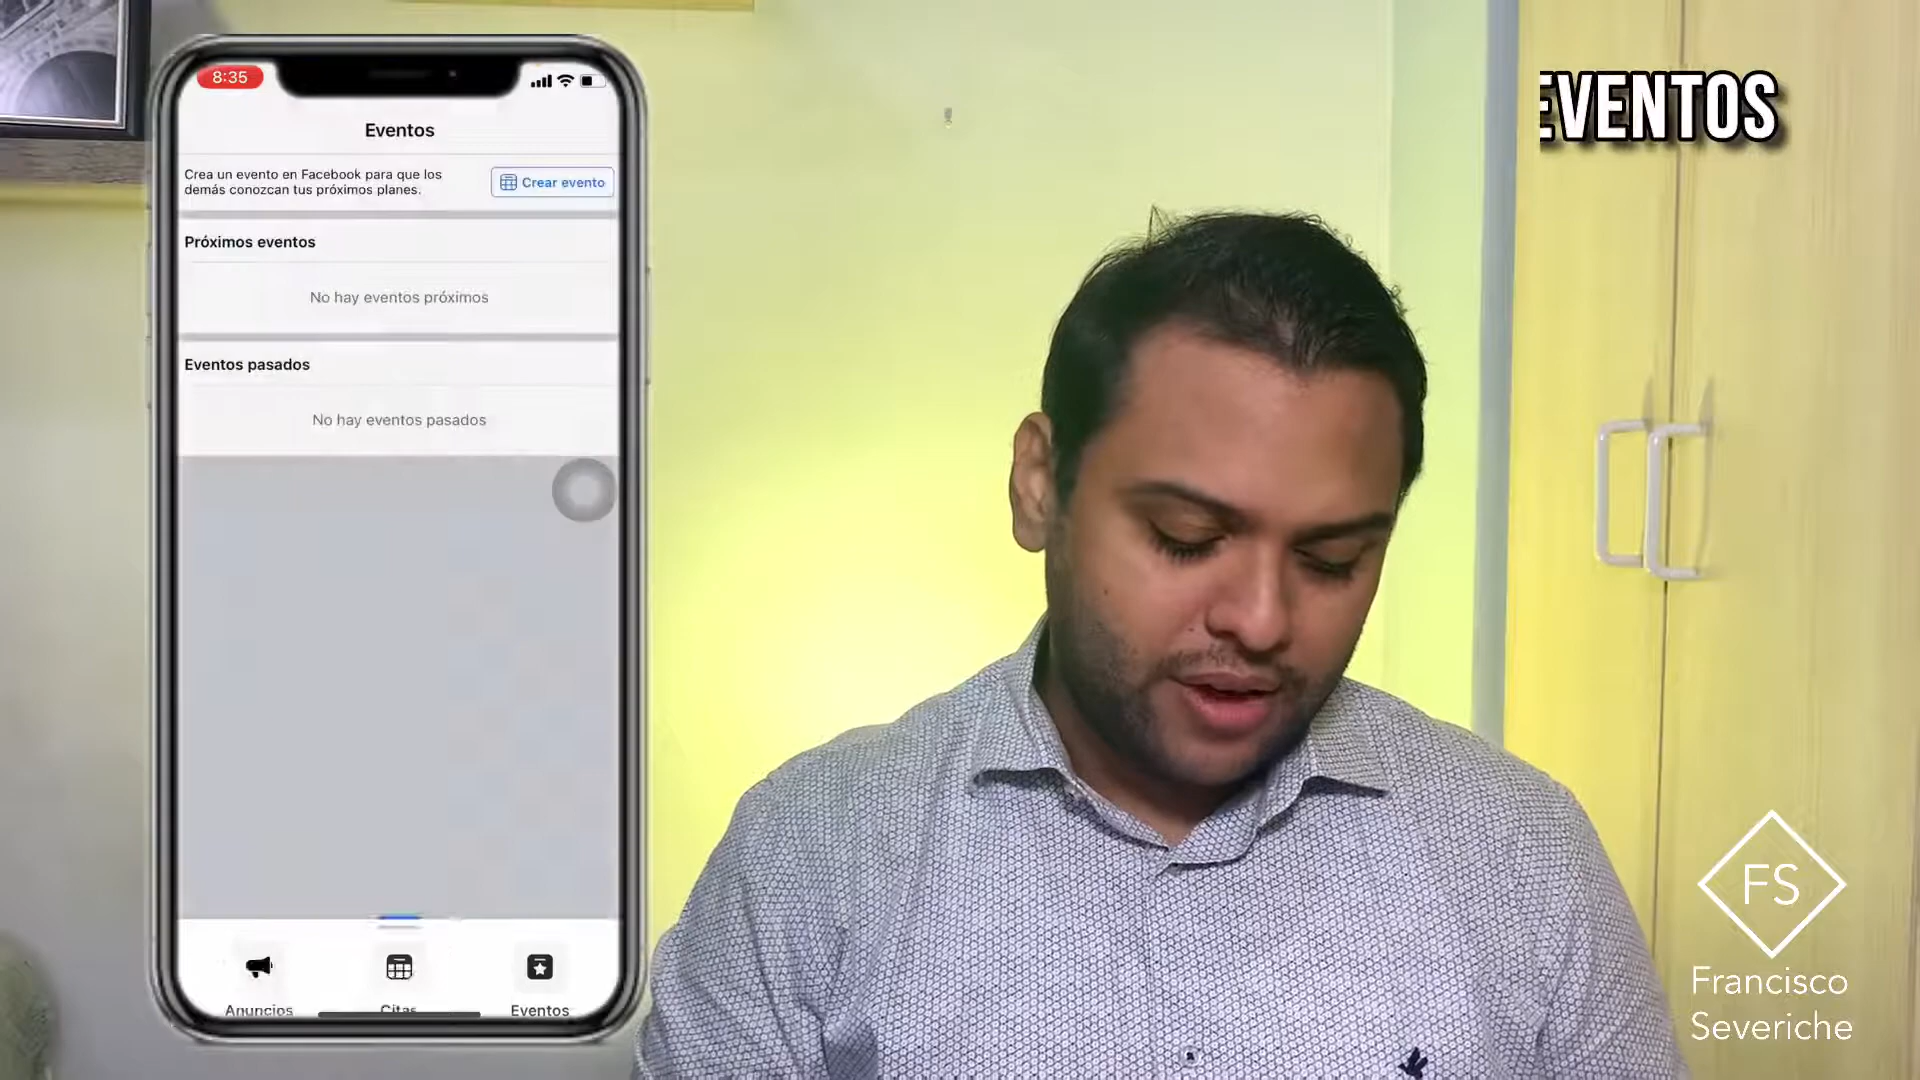 8:35
Eventos
Crea un evento en Facebook para que los
demás conozcan tus próximos planes.
Crear evento
Próximos eventos
No hay eventos próximos
Eventos pasados
No hay eventos pasados
Anuncios
Citas
Eventos
EVENTOS
FS
Francisco
Severiche